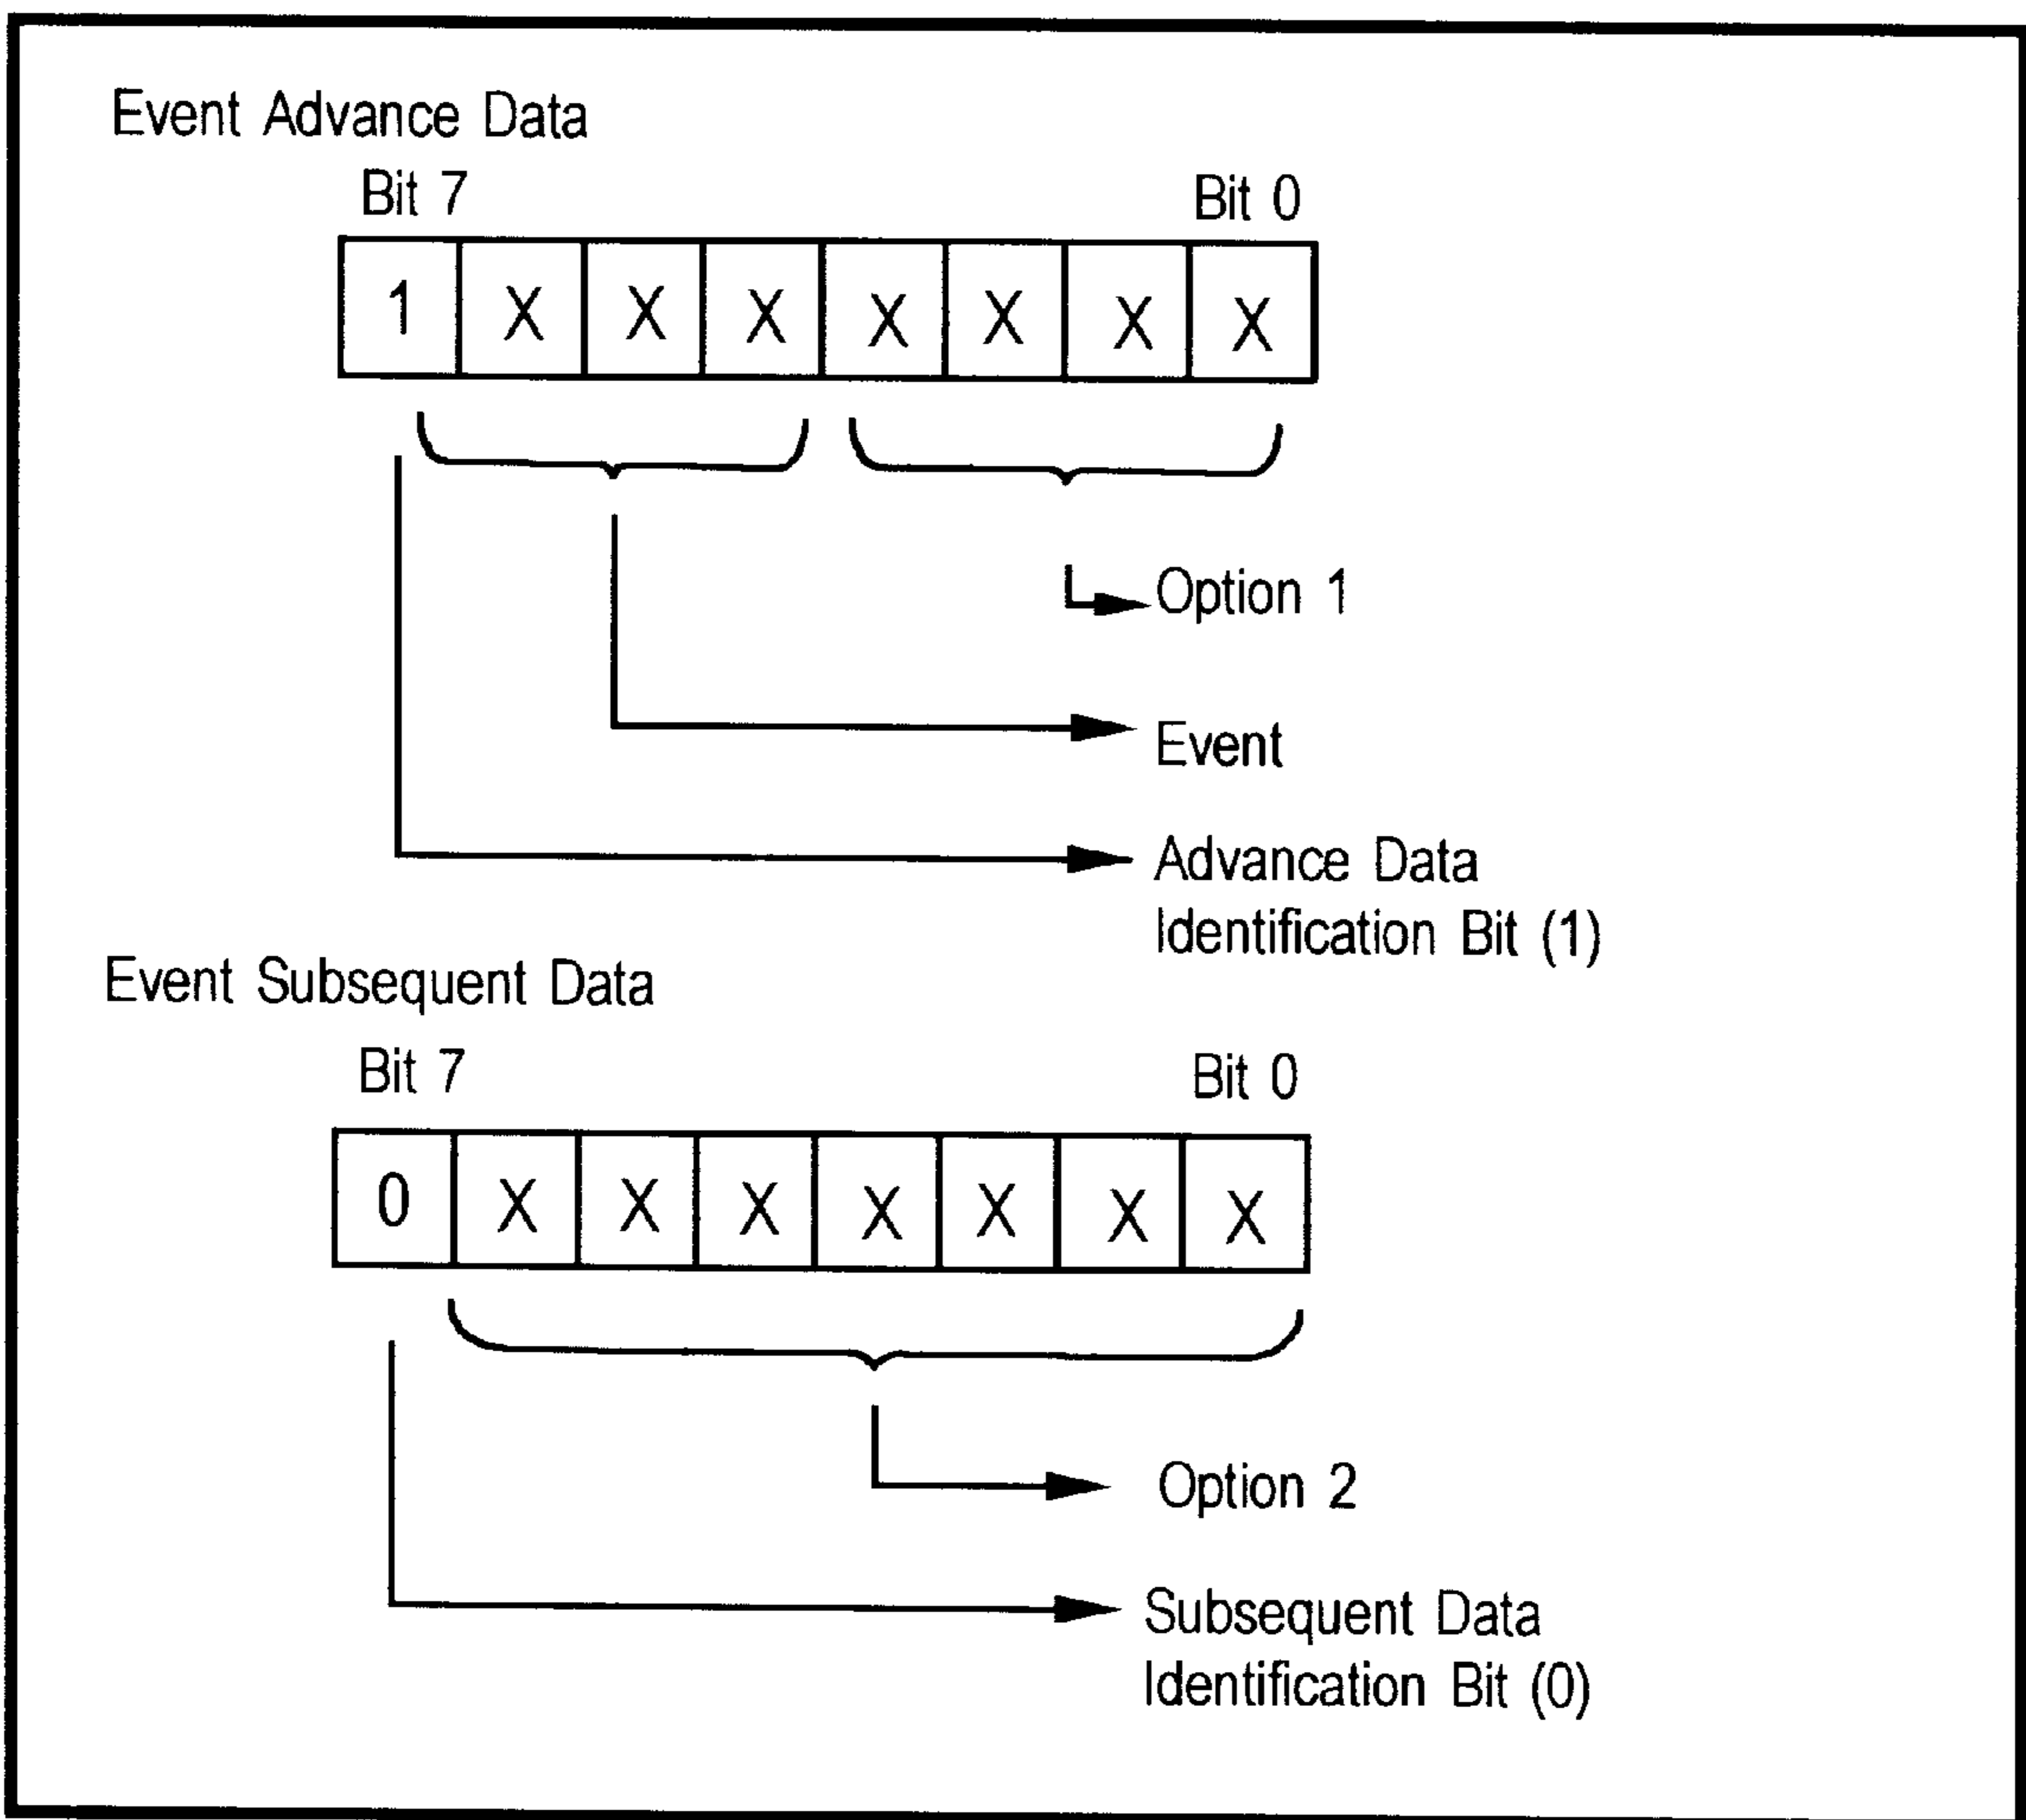 Event Advance Data
Bit 7 Bit 0
1 X X X X X X X
Option 1
Event
Advance Data
Identification Bit (1)
Event Subsequent Data
Bit 7 Bit 0
0 X X X X X X X
Option 2
Subsequent Data
Identification Bit (0)